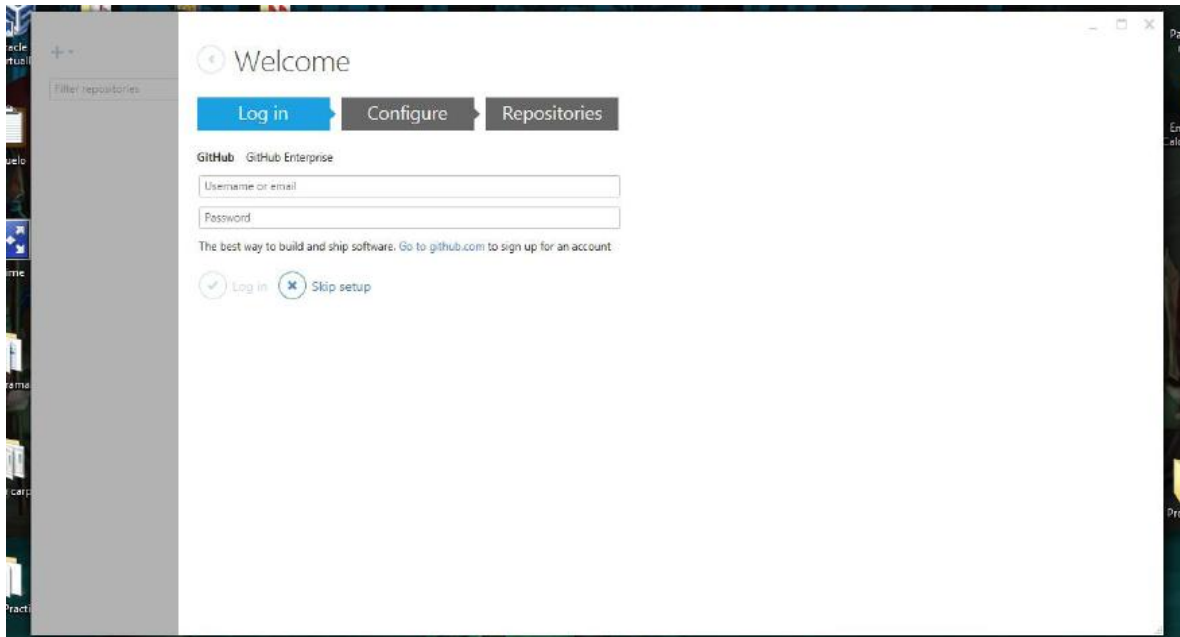 Welcome
Filter repositories
Log in Configure Repositories
GitHub GitHub Enterprise
Username or email
Password
The best way to build and ship software. Go to github.com to sign up for an account
Log in Skip setup